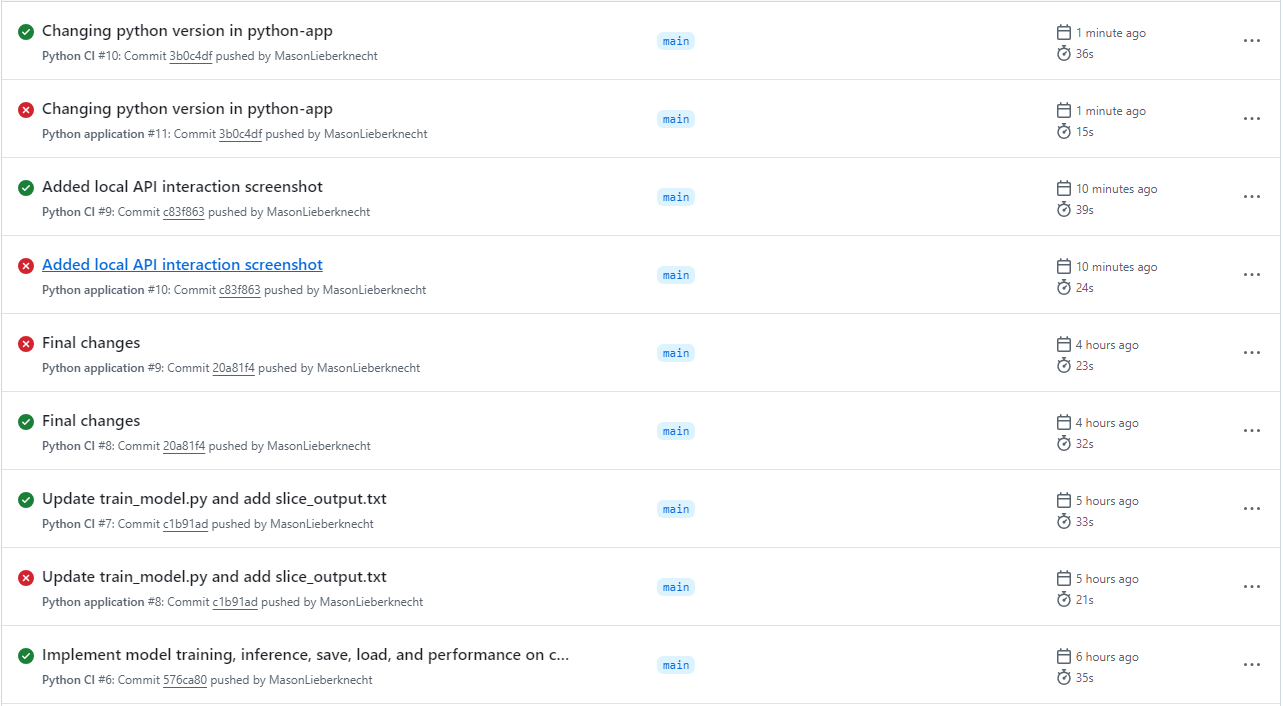 Changing python version in python-app
Python CI #10: Commit 3b0c4df pushed by MasonLieberknecht
main
1 minute ago
36s
Changing python version in python-app
Python application #11: Commit 3b0c4df pushed by MasonLieberknecht
main
1 minute ago
15s
Added local API interaction screenshot
Python CI #9: Commit c83f863 pushed by MasonLieberknecht
main
10 minutes ago
39s
Added local API interaction screenshot
Python application #10: Commit c83f863 pushed by MasonLieberknecht
main
10 minutes ago
24s
Final changes
Python application #9: Commit 20a81f4 pushed by MasonLieberknecht
main
4 hours ago
23s
Final changes
Python CI #8: Commit 20a81f4 pushed by MasonLieberknecht
main
4 hours ago
32s
Update train_model.py and add slice_output.txt
Python CI #7: Commit c1b91ad pushed by MasonLieberknecht
main
5 hours ago
33s
Update train_model.py and add slice_output.txt
Python application #8: Commit c1b91ad pushed by MasonLieberknecht
main
5 hours ago
21s
Implement model training, inference, save, load, and performance on c...
Python CI #6: Commit 576ca80 pushed by MasonLieberknecht
main
6 hours ago
35s